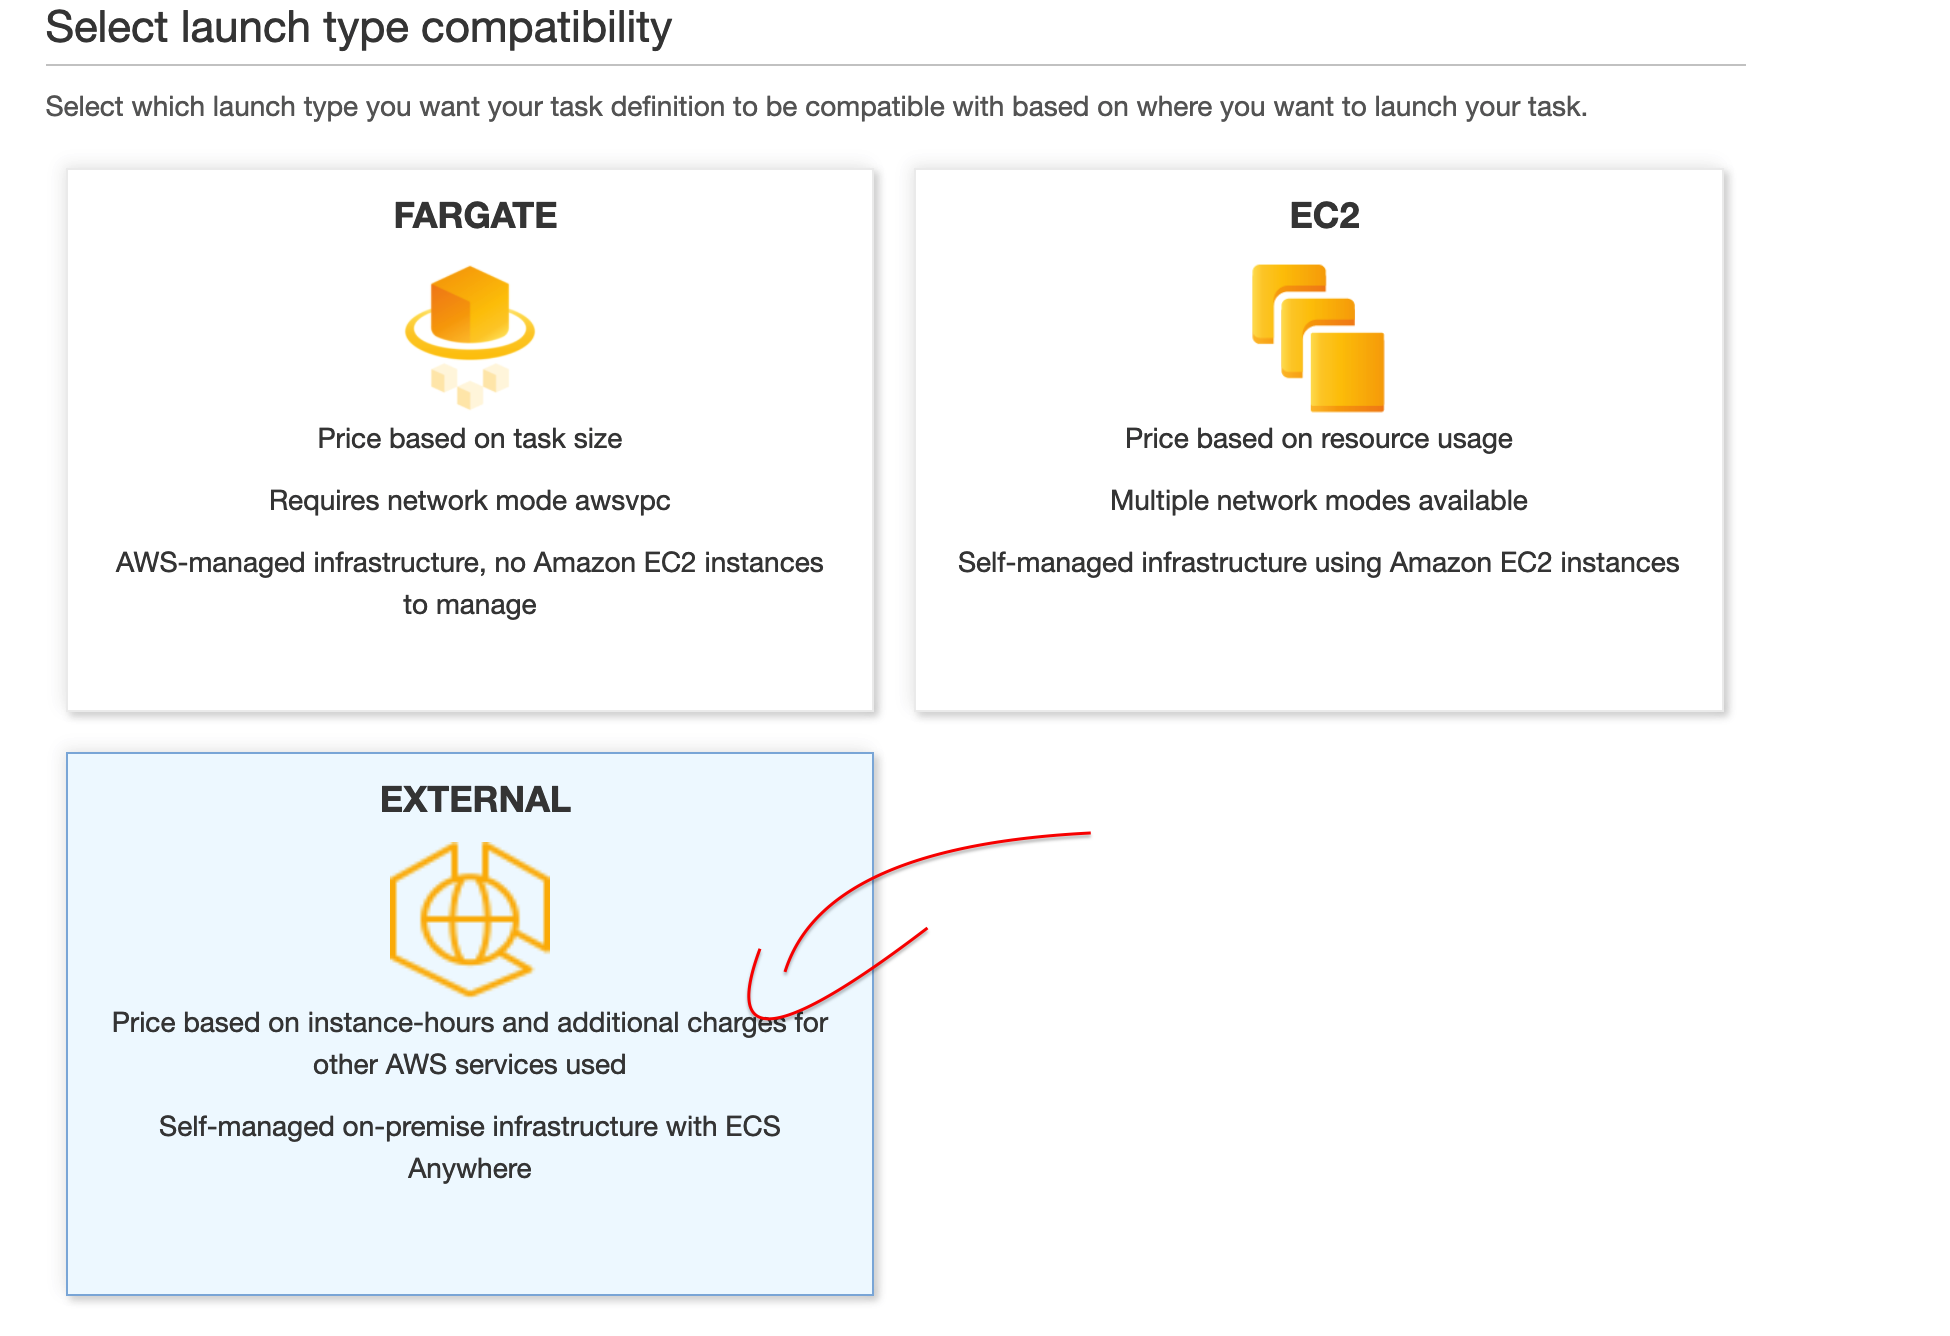 Select launch type compatibility
Select which launch type you want your task definition to be compatible with based on where you want to launch your task.
FARGATE
Price based on task size
Requires network mode awsvpc
AWS-managed infrastructure, no Amazon EC2 instances
to manage
EC2
Price based on resource usage
Multiple network modes available
Self-managed infrastructure using Amazon EC2 instances
EXTERNAL
Price based on instance-hours and additional charges for
other AWS services used
Self-managed on-premise infrastructure with ECS
Anywhere